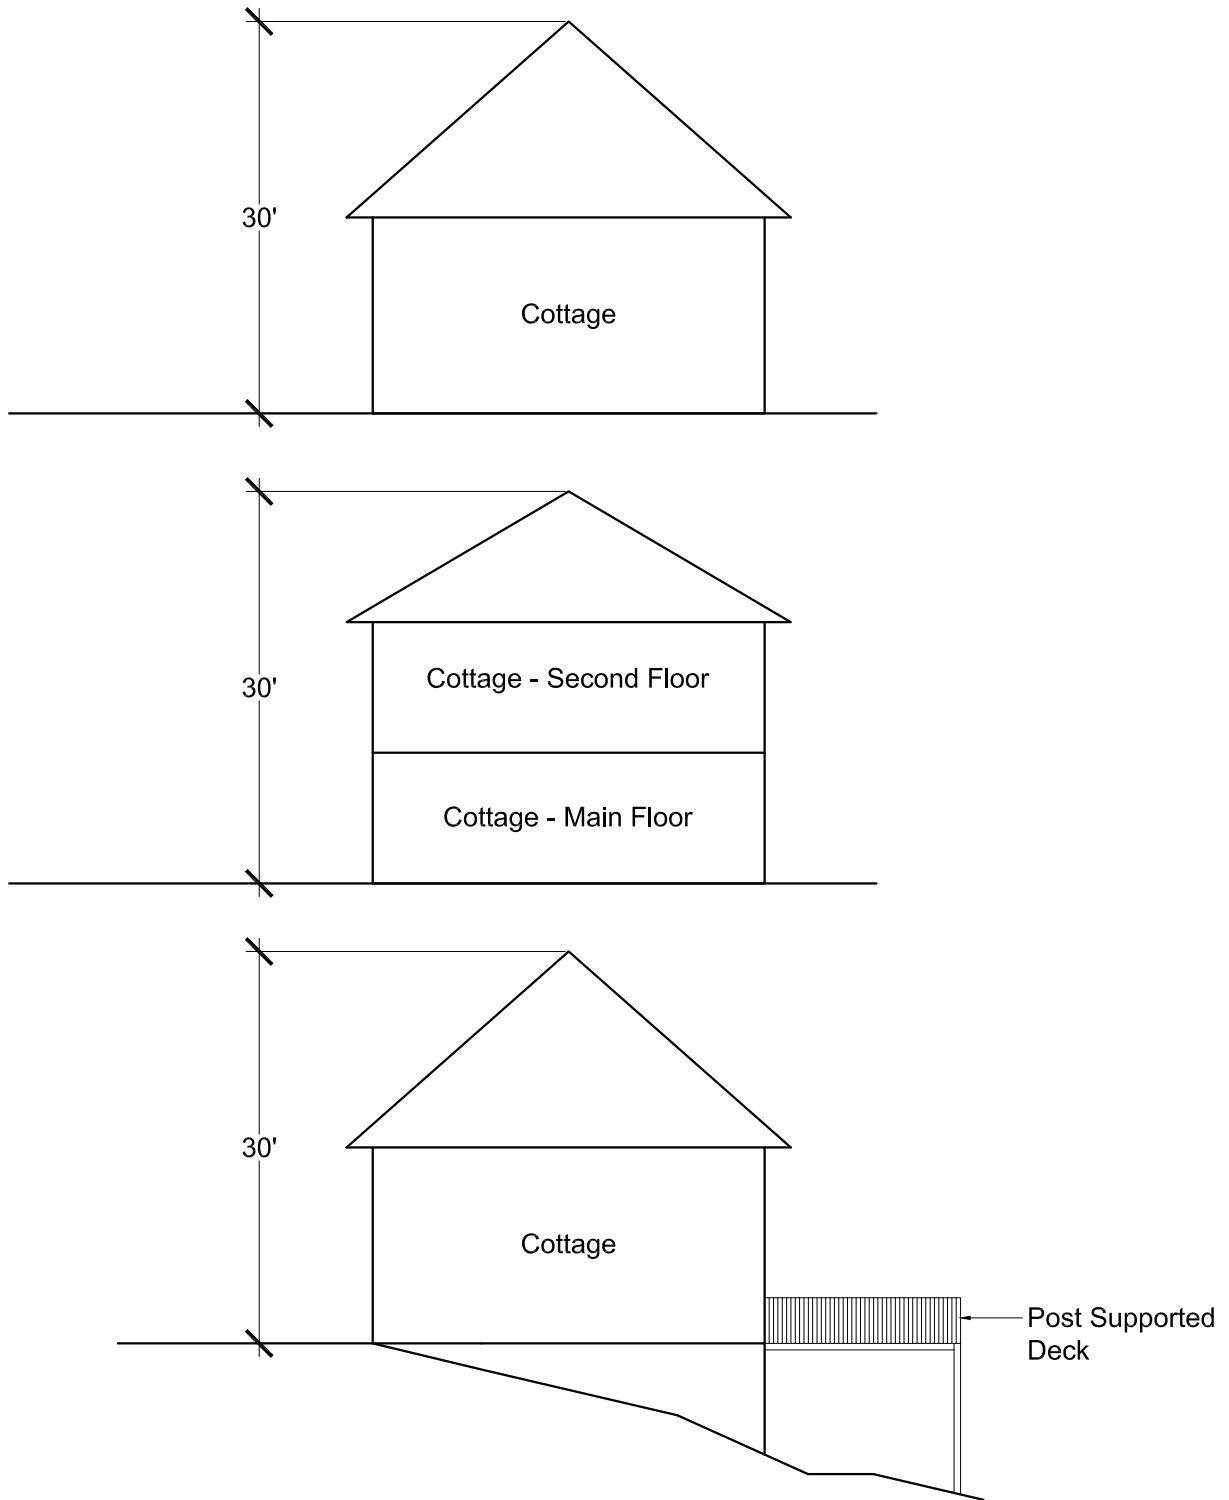 30'
Cottage
Cottage - Second Floor
30'
Cottage - Main Floor
30'
Cottage
Post Supported
Deck